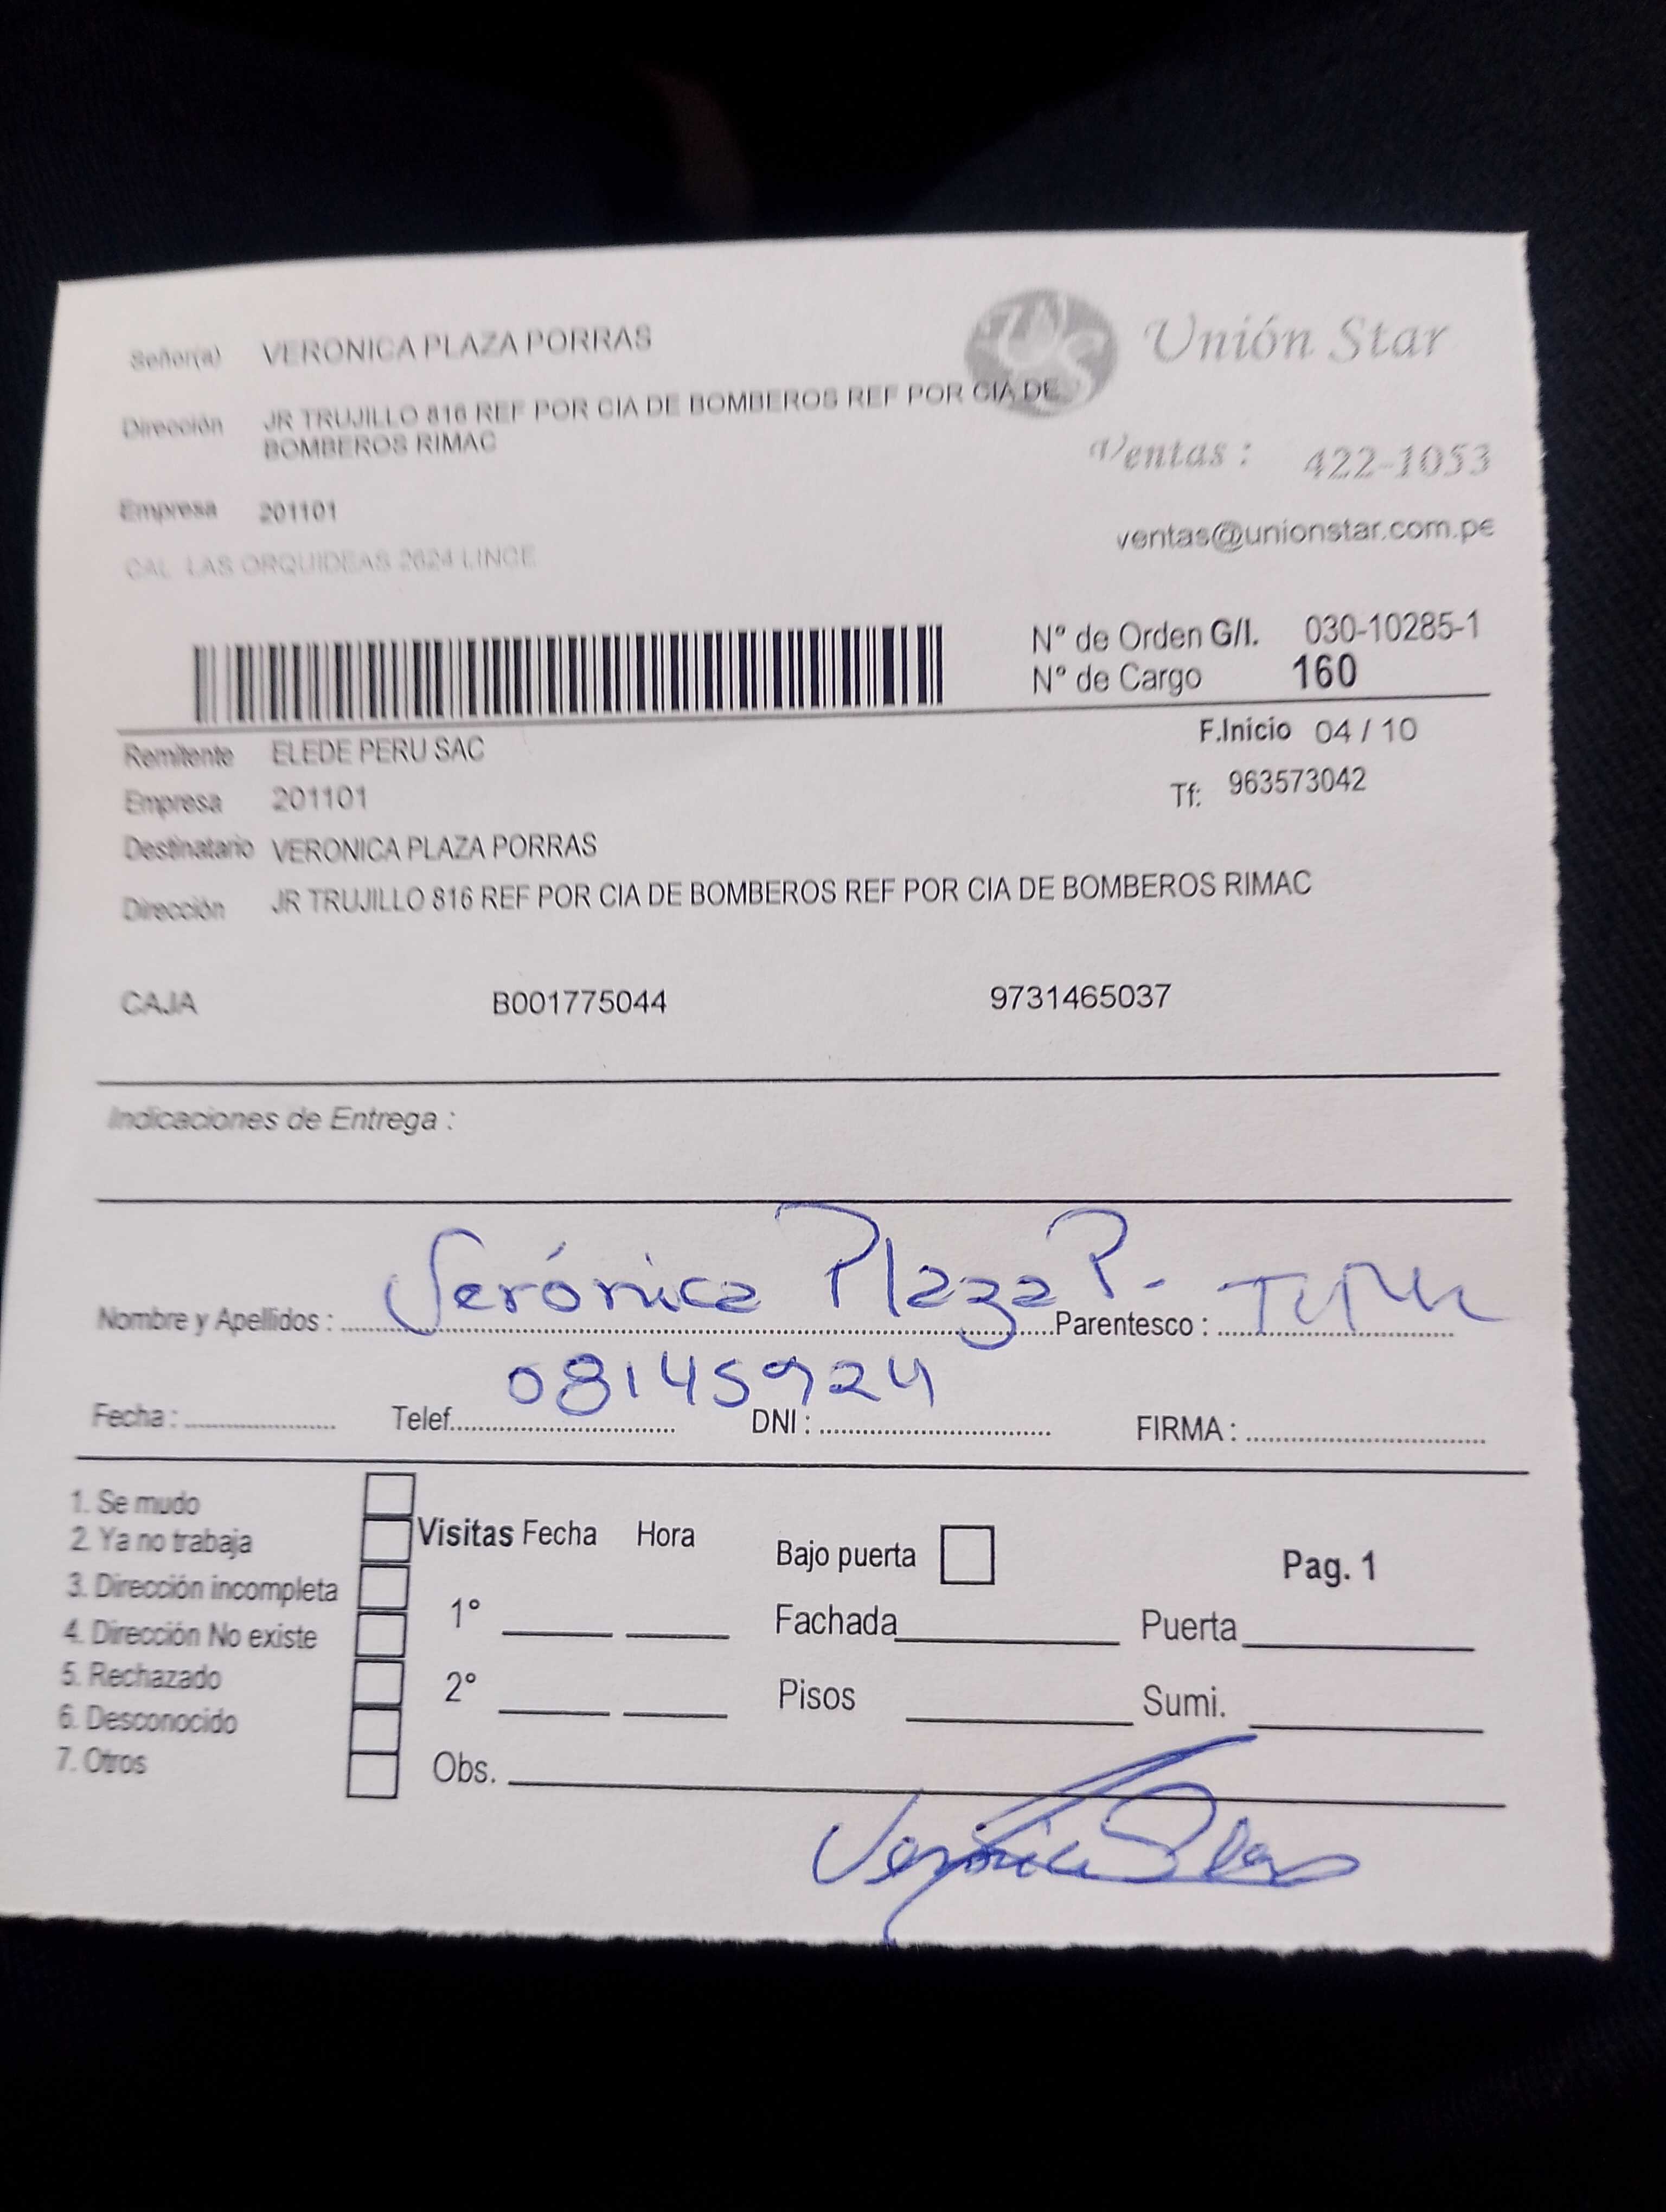 Señor(a) VERONICA PLAZA PORRAS
Unión Star
Dirección JR TRUJILLO 816 REF POR CIA DE BOMBEROS REF POR CIA DE
BOMBEROS RIMAC
Ventas : 422-1053
Empresa 201101
ventas@unionstar.com.pe
CAL LAS ORQUIDEAS 2624 LINCE
N° de Orden G/I. 030-10285-1
N° de Cargo 160
Remitente ELEDE PERU SAC
F.Inicio 04 / 10
Empresa 201101
Tf: 963573042
Destinatario VERONICA PLAZA PORRAS
Dirección JR TRUJILLO 816 REF POR CIA DE BOMBEROS REF POR CIA DE BOMBEROS RIMAC
CAJA B001775044 9731465037
Indicaciones de Entrega :
Nombre y Apellidos : Verónica Plaza P. Parentesco :
08145924
Fecha : Telef. DNI : FIRMA :
1. Se mudo
2. Ya no trabaja
3. Dirección incompleta
4. Dirección No existe
5. Rechazado
6. Desconocido
7. Otros
Visitas Fecha Hora
1°
2°
Obs.
Bajo puerta
Pag. 1
Fachada Puerta
Pisos Sumi.